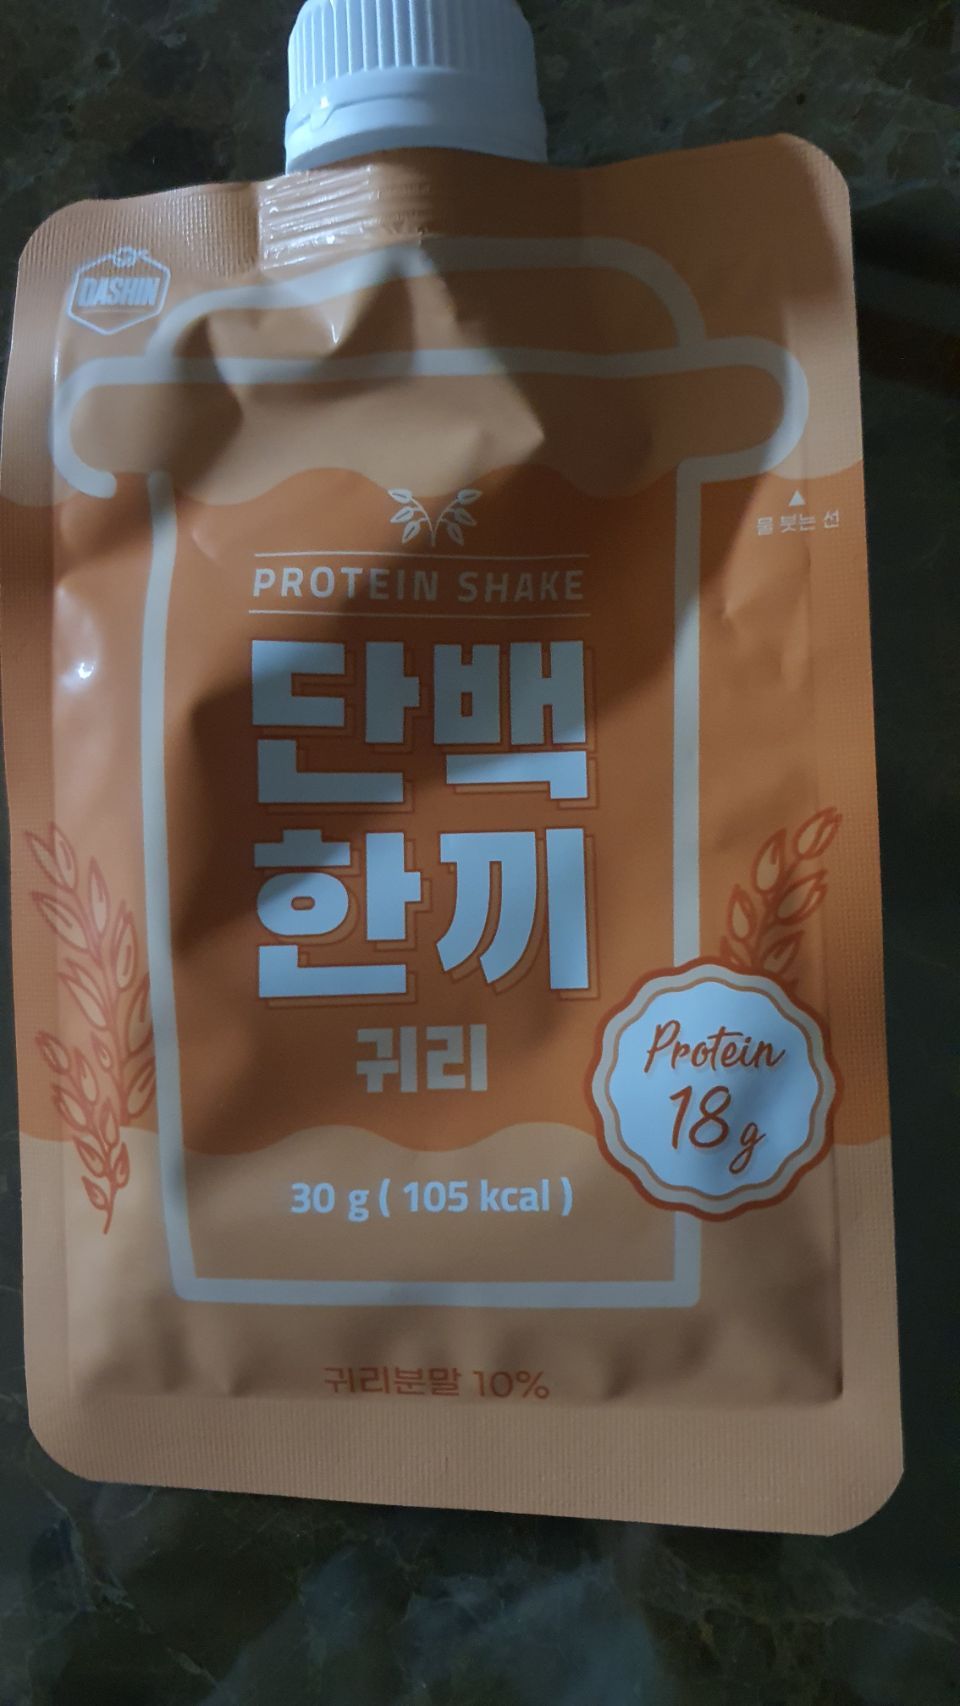 DASHIN
물 붓는 선
PROTEIN SHAKE
단백
한끼
귀리
Protein
18g
30 g ( 105 kcal )
귀리분말 10%